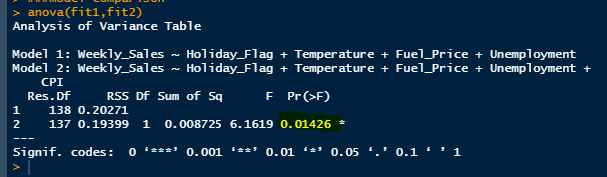 > anova(fit1,fit2)
Analysis of Variance Table

Model 1: Weekly_Sales ~ Holiday_Flag + Temperature + Fuel_Price + Unemployment
Model 2: Weekly_Sales ~ Holiday_Flag + Temperature + Fuel_Price + Unemployment +
    CPI
  Res.Df     RSS Df Sum of Sq      F  Pr(>F)
1    138 0.20271
2    137 0.19399  1  0.008725 6.1619 0.01426 *
---
Signif. codes:  0 ‘***’ 0.001 ‘**’ 0.01 ‘*’ 0.05 ‘.’ 0.1 ‘ ’ 1
>